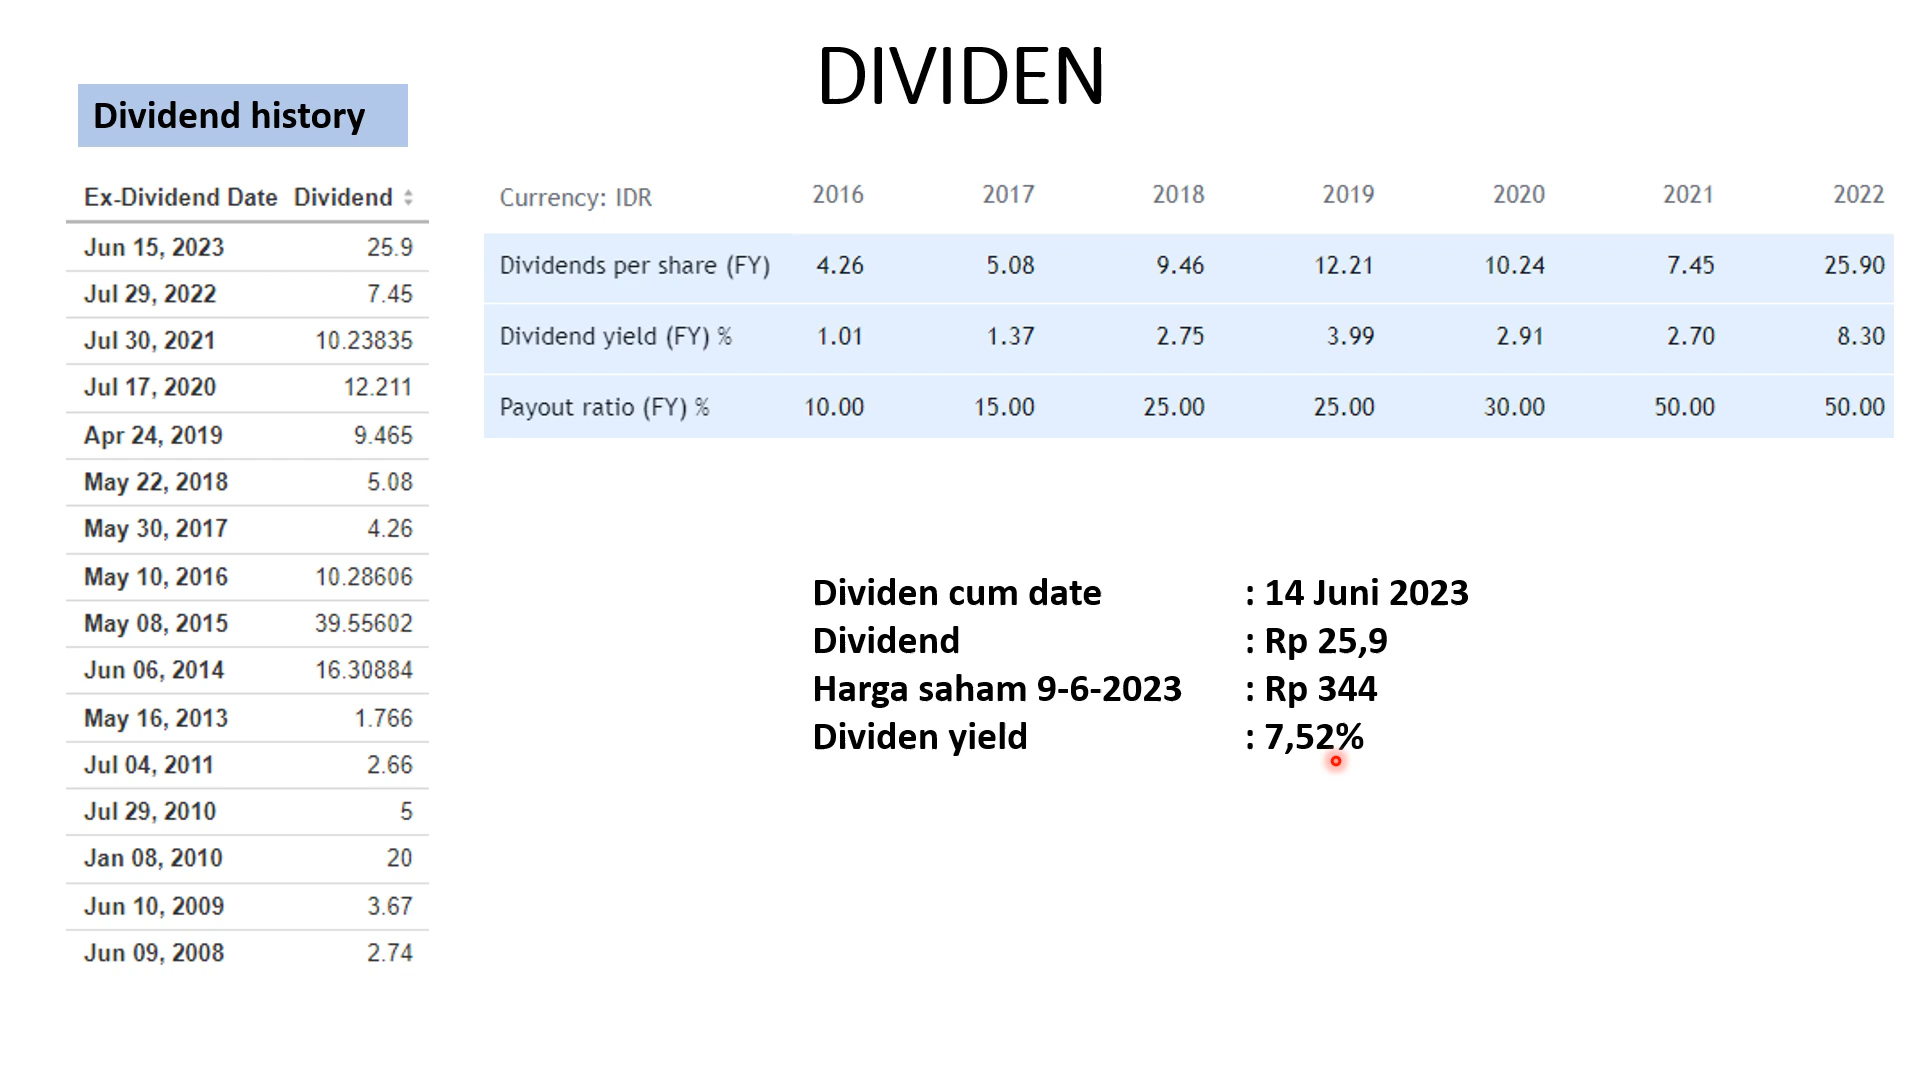 DIVIDEN
Dividend history
Ex-Dividend Date Dividend
Jun 15, 2023 25.9
Jul 29, 2022 7.45
Jul 30, 2021 10.23835
Jul 17, 2020 12.211
Apr 24, 2019 9.465
May 22, 2018 5.08
May 30, 2017 4.26
May 10, 2016 10.28606
May 08, 2015 39.55602
Jun 06, 2014 16.30884
May 16, 2013 1.766
Jul 04, 2011 2.66
Jul 29, 2010 5
Jan 08, 2010 20
Jun 10, 2009 3.67
Jun 09, 2008 2.74
Currency: IDR 2016 2017 2018 2019 2020 2021 2022
Dividends per share (FY) 4.26 5.08 9.46 12.21 10.24 7.45 25.90
Dividend yield (FY) % 1.01 1.37 2.75 3.99 2.91 2.70 8.30
Payout ratio (FY) % 10.00 15.00 25.00 25.00 30.00 50.00 50.00
Dividen cum date : 14 Juni 2023
Dividend : Rp 25,9
Harga saham 9-6-2023 : Rp 344
Dividen yield : 7,52%